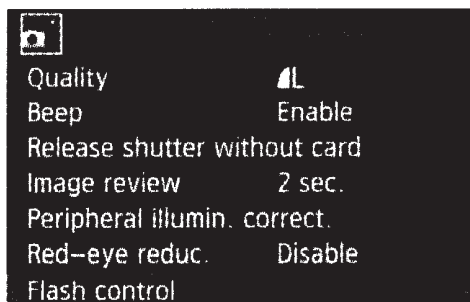 Quality L
Beep Enable
Release shutter without card
Image review 2 sec.
Peripheral illumin. correct.
Red-eye reduc. Disable
Flash control